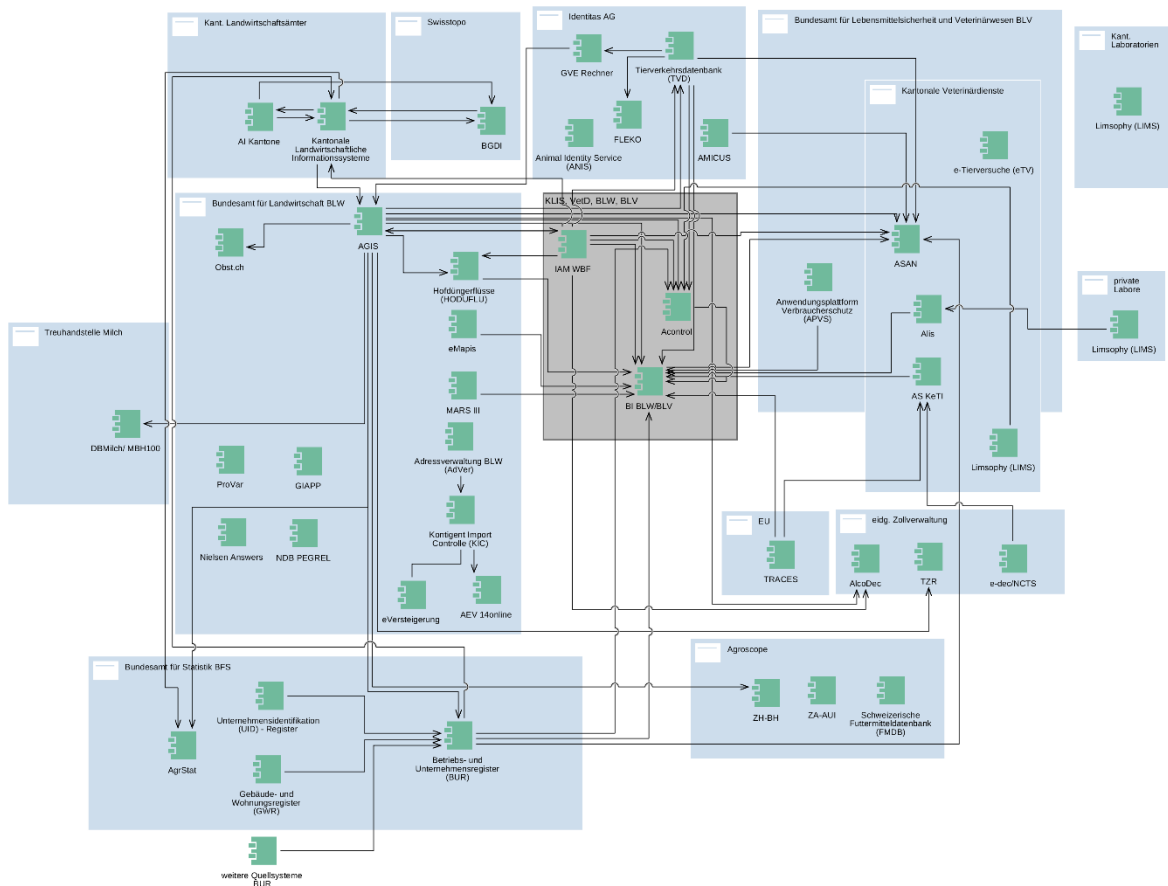 Kant. Landwirtschaftsämter
AI Kantone
Kantonale
Landwirtschaftliche
Informationssysteme
Swisstopo
BGDI
Identitas AG
GVE Rechner
Tierverkehrsdatenbank
(TVD)
FLEKO
Animal Identity Service
(ANIS)
AMICUS
Bundesamt für Lebensmittelsicherheit und Veterinärwesen BLV
Kantonale Veterinärdienste
e-Tierversuche (eTV)
ASAN
Anwendungsplattform
Verbraucherschutz
(APVS)
Alis
AS KeTI
Limsophy (LIMS)
Kant.
Laboratorien
Limsophy (LIMS)
private
Labore
Limsophy (LIMS)
Bundesamt für Landwirtschaft BLW
AGIS
Obst.ch
Hofdüngerflüsse
(HODUFLU)
eMapis
MARS III
Adressverwaltung BLW
(AdVer)
ProVar
GIAPP
Kontigent Import
Controlle (KIC)
Nielsen Answers
NDB PEGREL
eVersteigerung
AEV 14online
KLIS, VetD, BLW, BLV
IAM WBF
Acontrol
BI BLW/BLV
Treuhandstelle Milch
DBMilch/ MBH100
EU
TRACES
eidg. Zollverwaltung
AlcoDec
TZR
e-dec/NCTS
Bundesamt für Statistik BFS
Unternehmensidentifikation
(UID) - Register
AgrStat
Betriebs- und
Unternehmensregister
(BUR)
Gebäude- und
Wohnungsregister
(GWR)
weitere Quellsysteme
BUR
Agroscope
ZH-BH
ZA-AUI
Schweizerische
Futtermitteldatenbank
(FMDB)